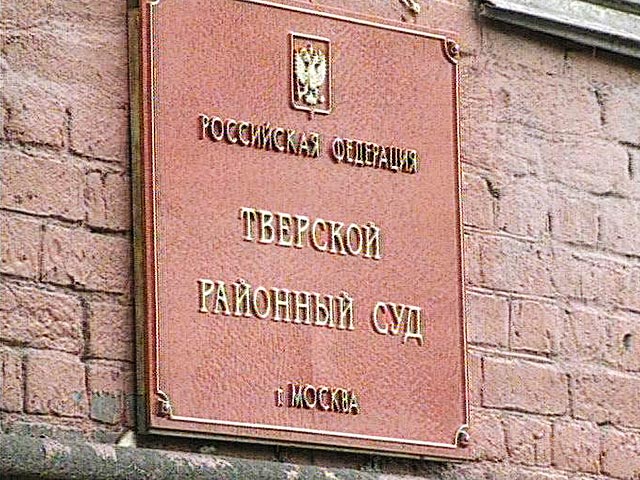 РОССИЙСКАЯ ФЕДЕРАЦИЯ
ТВЕРСКОЙ
РАЙОННЫЙ СУД
г МОСКВА